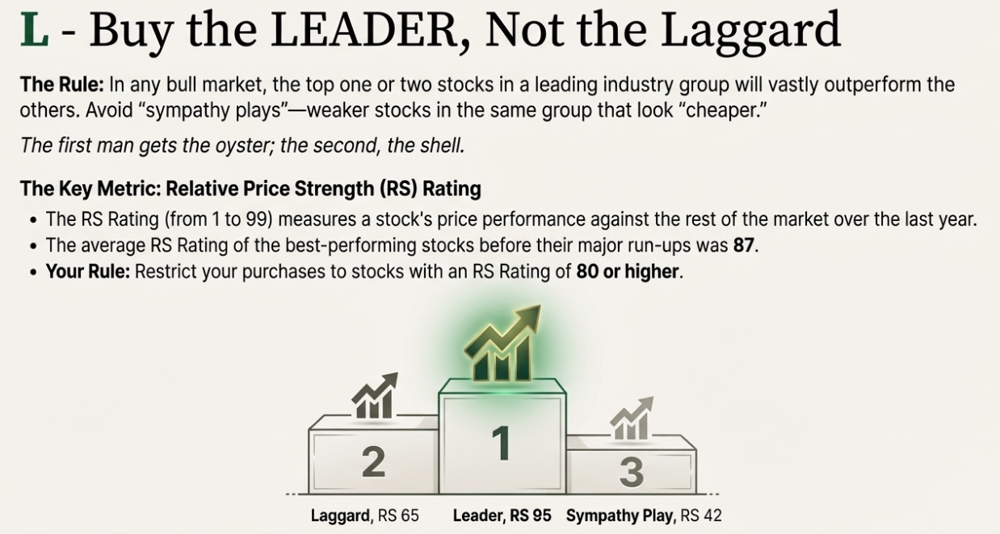 L - Buy the LEADER, Not the Laggard
The Rule: In any bull market, the top one or two stocks in a leading industry group will vastly outperform the
others. Avoid “sympathy plays”—weaker stocks in the same group that look “cheaper.”
The first man gets the oyster; the second, the shell.
The Key Metric: Relative Price Strength (RS) Rating
• The RS Rating (from 1 to 99) measures a stock's price performance against the rest of the market over the last year.
• The average RS Rating of the best-performing stocks before their major run-ups was 87.
• Your Rule: Restrict your purchases to stocks with an RS Rating of 80 or higher.
2
1
3
Laggard, RS 65
Leader, RS 95
Sympathy Play, RS 42